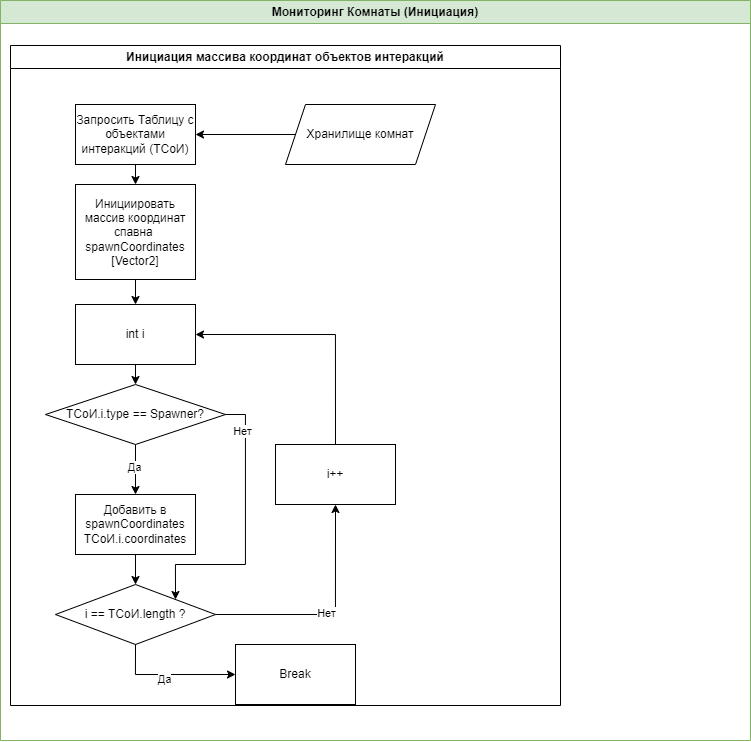 Мониторинг Комнаты (Инициация)
Инициация массива координат объектов интеракций
Запросить Таблицу с
объектами
интеракций (ТСоИ)
Хранилище комнат
Инициировать
массив координат
спавна
spawnCoordinates
[Vector2]
int i
ТСоИ.i.type == Spawner?
Нет
Да
i++
Добавить в
spawnCoordinates
ТСоИ.i.coordinates
i == ТСоИ.length ?
Нет
Да
Break